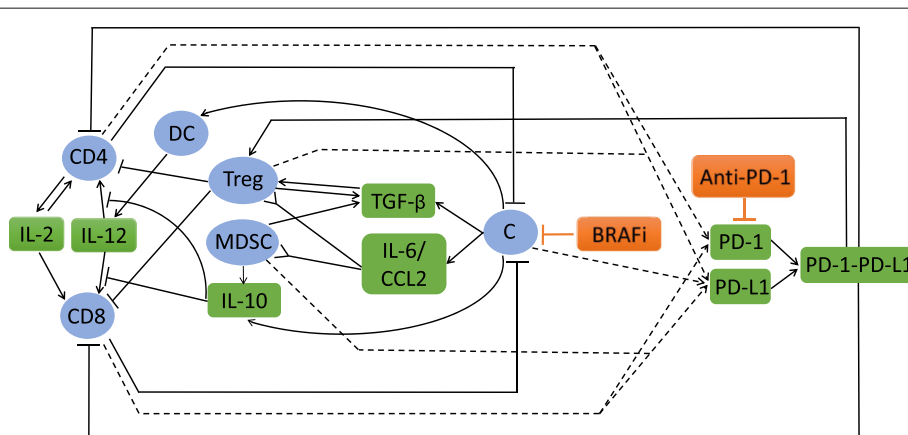 DC
CD4
Treg
Anti-PD-1
TGF-β
IL-2
IL-12
MDSC
C
BRAFi
PD-1
IL-6/
CCL2
PD-1-PD-L1
PD-L1
IL-10
CD8